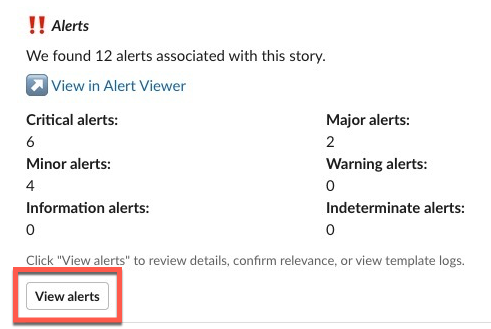 Alerts
We found 12 alerts associated with this story.
View in Alert Viewer
Critical alerts: Major alerts:
6 2
Minor alerts: Warning alerts:
4 0
Information alerts: Indeterminate alerts:
0 0
Click "View alerts" to review details, confirm relevance, or view template logs.
View alerts